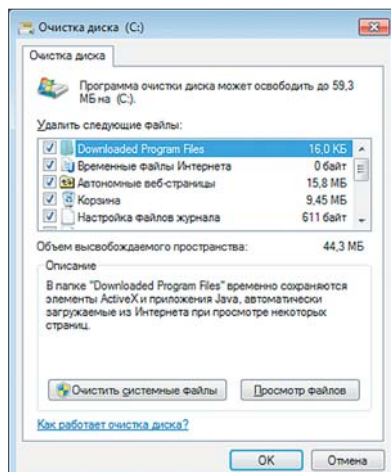 Очистка диска (C:)
Очистка диска
Программа очистки диска может освободить до 59,3
МБ на (C:).
Удалить следующие файлы:
Downloaded Program Files 16,0 КБ
Временные файлы Интернета 0 байт
Автономные веб-страницы 15,8 МБ
Корзина 9,45 МБ
Настройка файлов журнала 611 байт
Объем высвобождаемого пространства: 44,3 МБ
Описание
В папке "Downloaded Program Files" временно сохраняются
элементы ActiveX и приложения Java, автоматически
загружаемые из Интернета при просмотре некоторых
страниц.
Очистить системные файлы Просмотр файлов
Как работает очистка диска?
OK Отмена